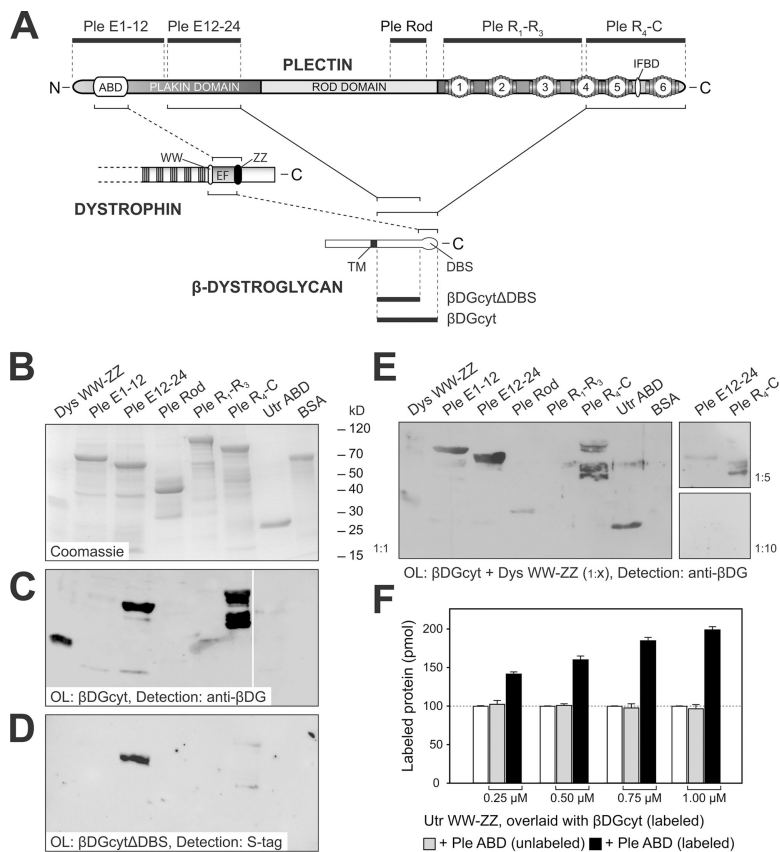 A
Ple E1-12 Ple E12-24 Ple Rod Ple R1-R3 Ple R4-C
PLECTIN
IFBD
N ABD PLAKIN DOMAIN ROD DOMAIN 1 2 3 4 5 6 C
WW ZZ
EF C
DYSTROPHIN
C
TM DBS
β-DYSTROGLYCAN
βDGcytΔDBS
βDGcyt
B
Dys WW-ZZ Ple E1-12 Ple E12-24 Ple Rod Ple R1-R3 Ple R4-C Utr ABD BSA
kD
120
70
50
40
30
25
15
Coomassie
C
OL: βDGcyt, Detection: anti-βDG
D
OL: βDGcytΔDBS, Detection: S-tag
E
Dys WW-ZZ Ple E1-12 Ple E12-24 Ple Rod Ple R1-R3 Ple R4-C Utr ABD BSA Ple E12-24 Ple R4-C
1:5
1:1 1:10
OL: βDGcyt + Dys WW-ZZ (1:x), Detection: anti-βDG
F
Labeled protein (pmol)
200
150
100
50
0
0.25 µM 0.50 µM 0.75 µM 1.00 µM
Utr WW-ZZ, overlaid with βDGcyt (labeled)
+ Ple ABD (unlabeled) + Ple ABD (labeled)